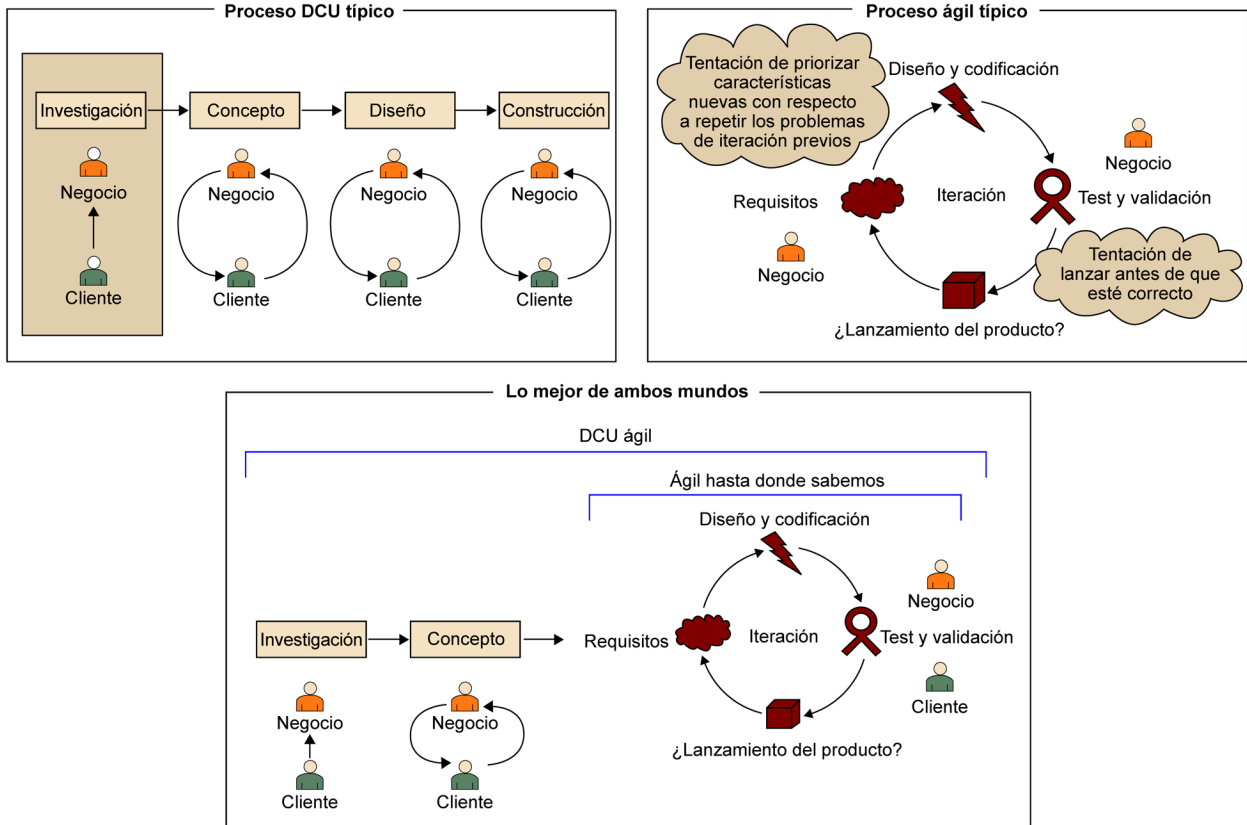 Proceso DCU típico
Investigación
Concepto
Diseño
Construcción
Negocio
Negocio
Negocio
Negocio
Cliente
Cliente
Cliente
Cliente
Proceso ágil típico
Tentación de priorizar
características
nuevas con respecto
a repetir los problemas
de iteración previos
Diseño y codificación
Negocio
Requisitos
Iteración
Test y validación
Negocio
Tentación de
lanzar antes de que
esté correcto
¿Lanzamiento del producto?
Lo mejor de ambos mundos
DCU ágil
Ágil hasta donde sabemos
Diseño y codificación
Negocio
Investigación
Concepto
Requisitos
Iteración
Test y validación
Negocio
Negocio
Cliente
¿Lanzamiento del producto?
Cliente
Cliente